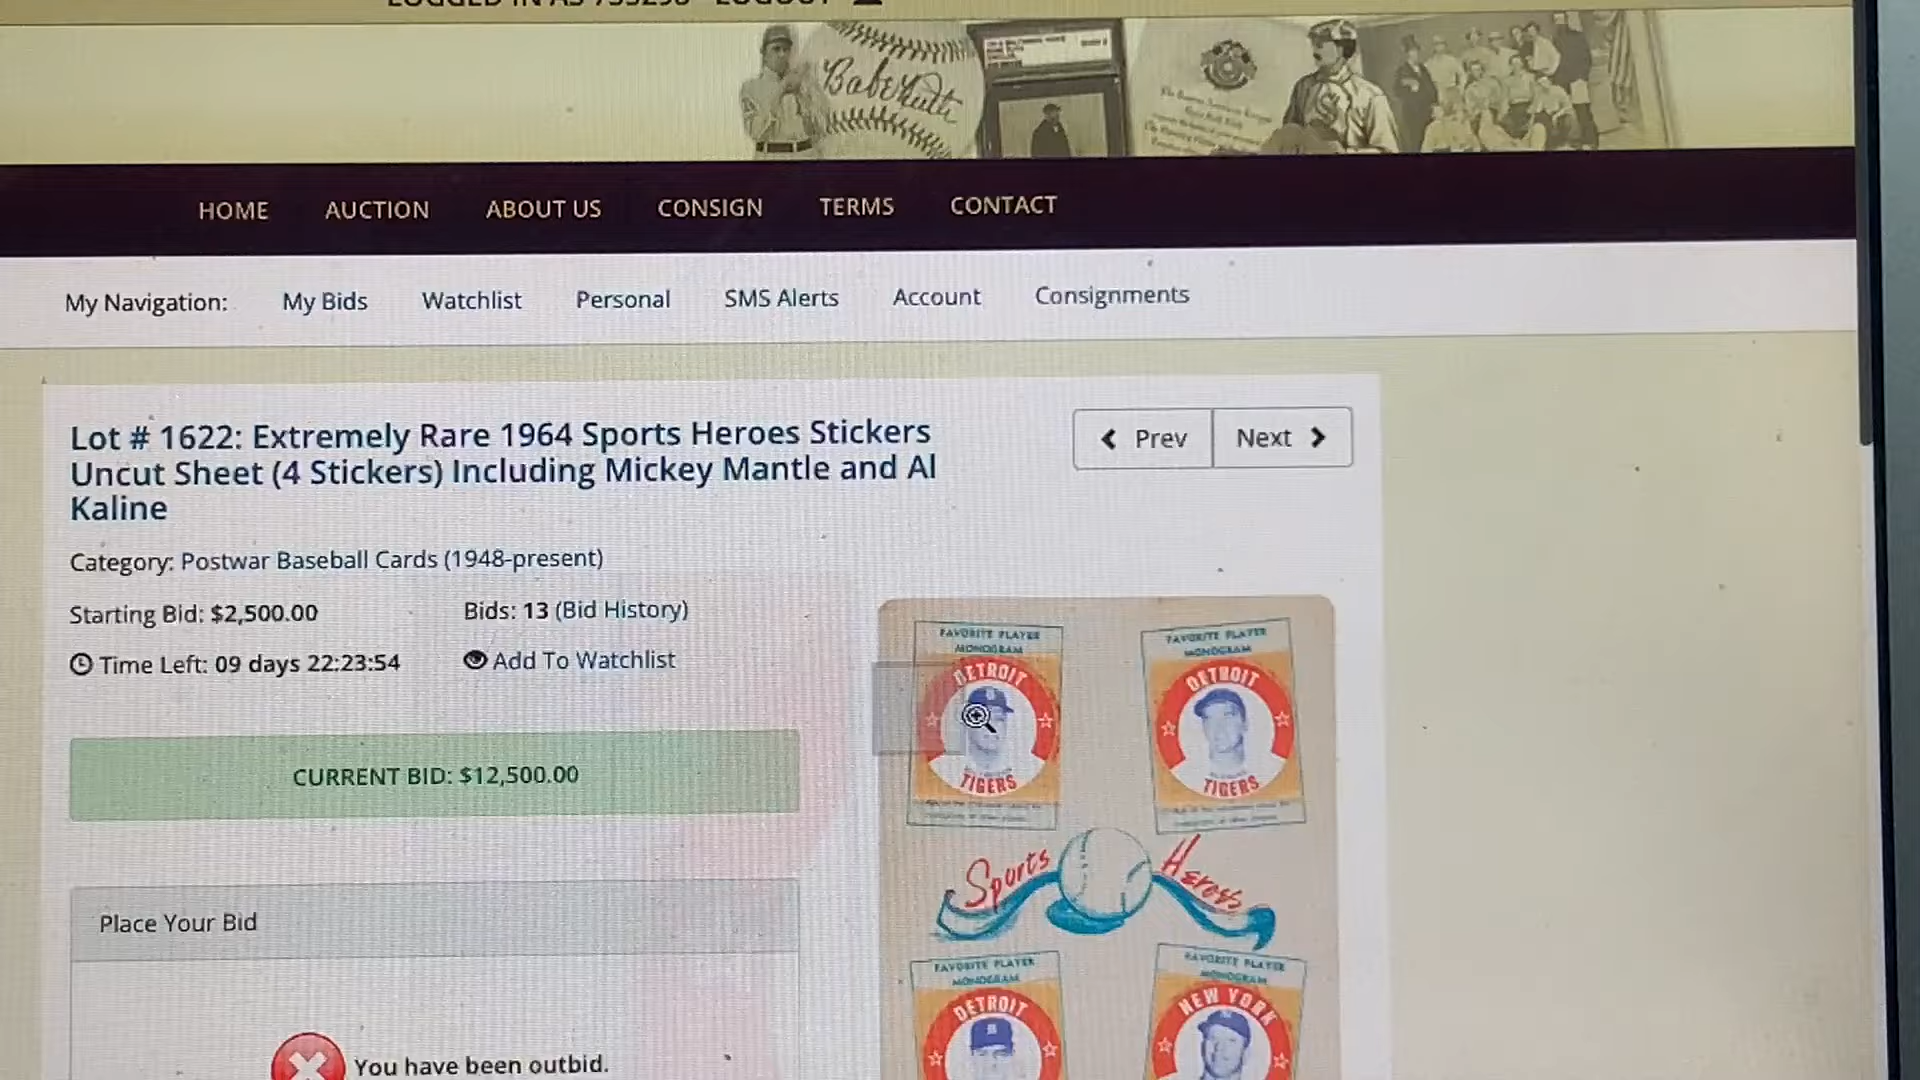 Babe Ruth
HOME AUCTION ABOUT US CONSIGN TERMS CONTACT
My Navigation: My Bids Watchlist Personal SMS Alerts Account Consignments
Lot # 1622: Extremely Rare 1964 Sports Heroes Stickers
Uncut Sheet (4 Stickers) Including Mickey Mantle and Al
Kaline
Prev Next
Category: Postwar Baseball Cards (1948-present)
Starting Bid: $2,500.00
Bids: 13 (Bid History)
Time Left: 09 days 22:23:54
Add To Watchlist
CURRENT BID: $12,500.00
Place Your Bid
You have been outbid.
FAVORITE PLAYER
MONOGRAM
DETROIT
TIGERS
FAVORITE PLAYER
MONOGRAM
DETROIT
TIGERS
Sports Heroes
FAVORITE PLAYER
MONOGRAM
DETROIT
FAVORITE PLAYER
MONOGRAM
NEW YORK